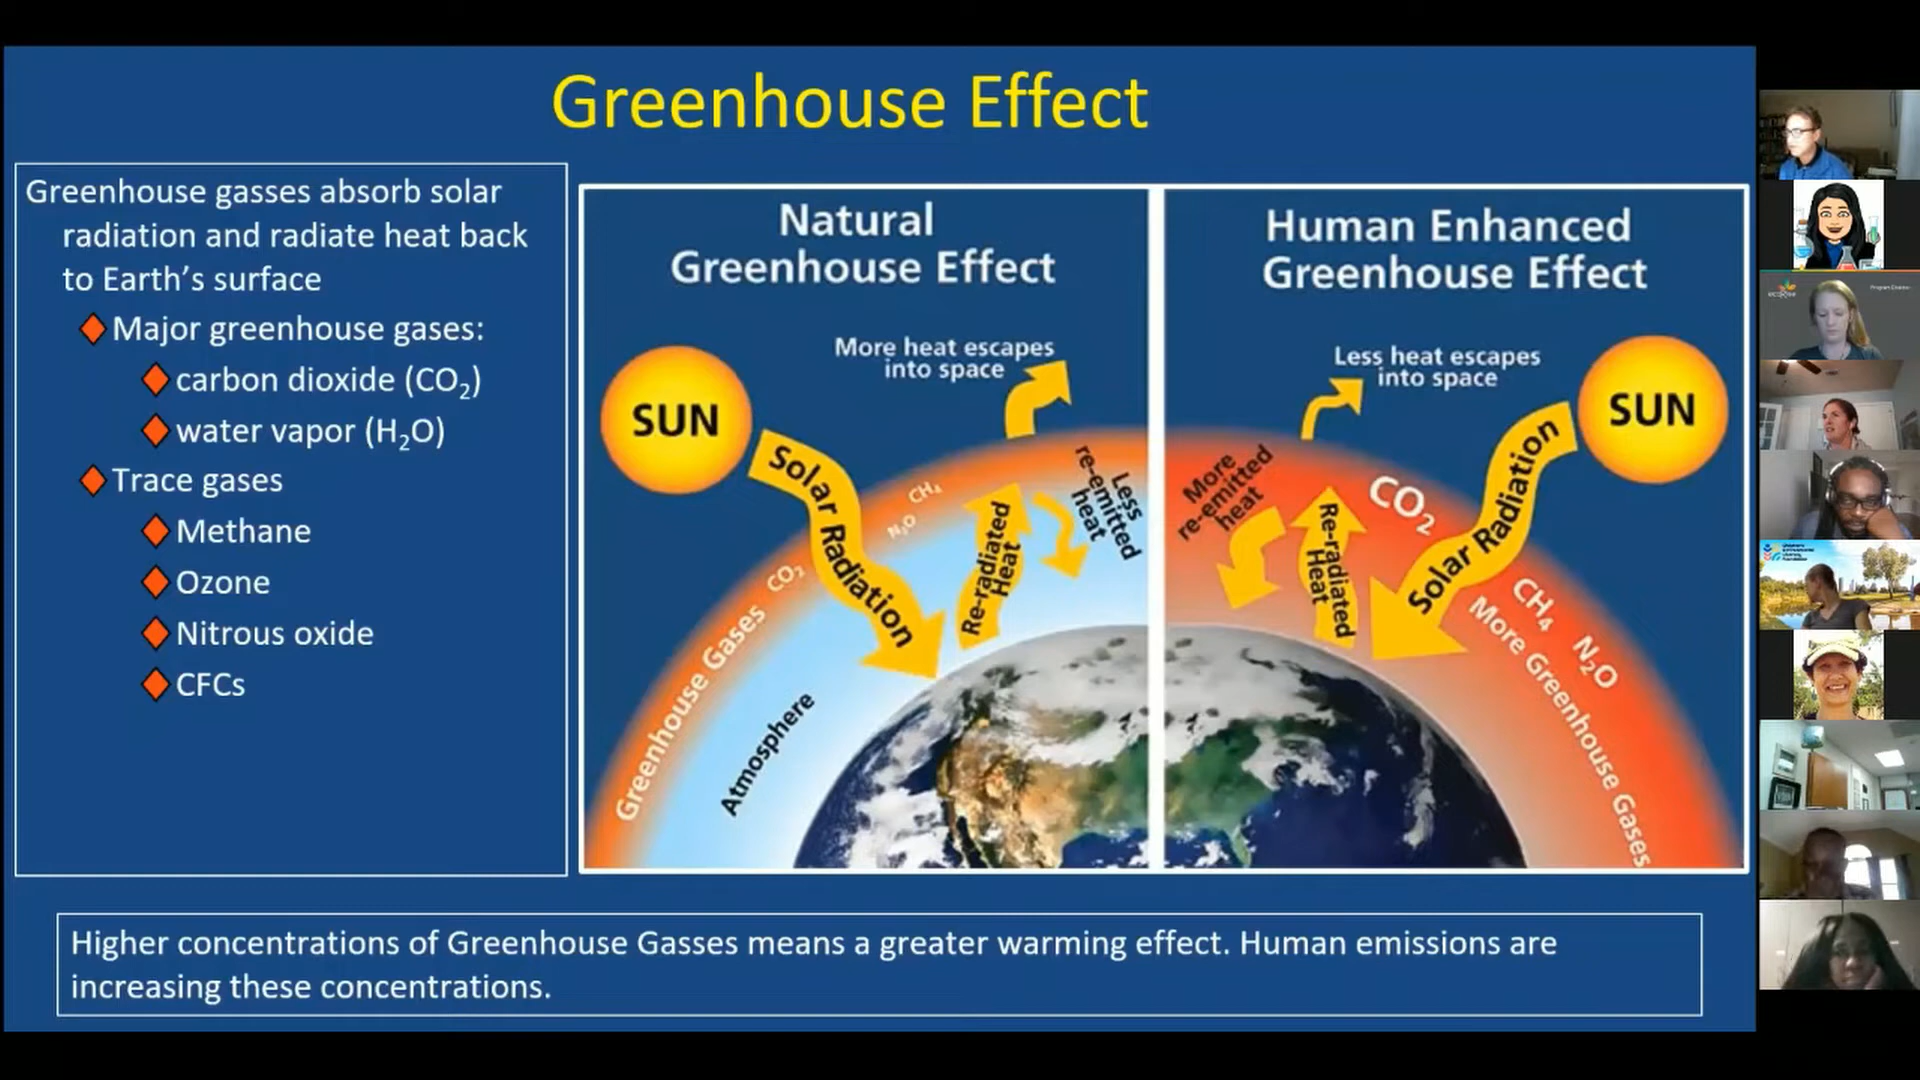 Greenhouse Effect
Greenhouse gasses absorb solar
radiation and radiate heat back
to Earth's surface
Major greenhouse gases:
carbon dioxide (CO₂)
water vapor (H₂O)
Trace gases
Methane
Ozone
Nitrous oxide
CFCs
Natural
Greenhouse Effect
More heat escapes
into space
SUN
Solar Radiation
Re-radiated
Heat
Less
re-emitted
heat
CH₄
N₂O
CO₂
Greenhouse Gases
Atmosphere
Human Enhanced
Greenhouse Effect
Less heat escapes
into space
SUN
Solar Radiation
More
re-emitted
heat
Re-radiated
Heat
CO₂
CH₄
N₂O
More Greenhouse Gases
Higher concentrations of Greenhouse Gasses means a greater warming effect. Human emissions are
increasing these concentrations.